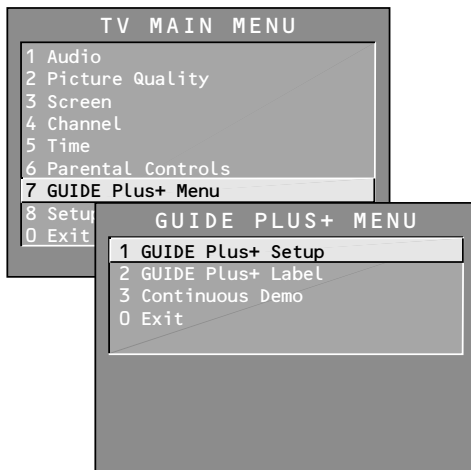 TV MAIN MENU
1 Audio
2 Picture Quality
3 Screen
4 Channel
5 Time
6 Parental Controls
7 GUIDE Plus+ Menu
8 Setup
0 Exit
GUIDE PLUS+ MENU
1 GUIDE Plus+ Setup
2 GUIDE Plus+ Label
3 Continuous Demo
0 Exit